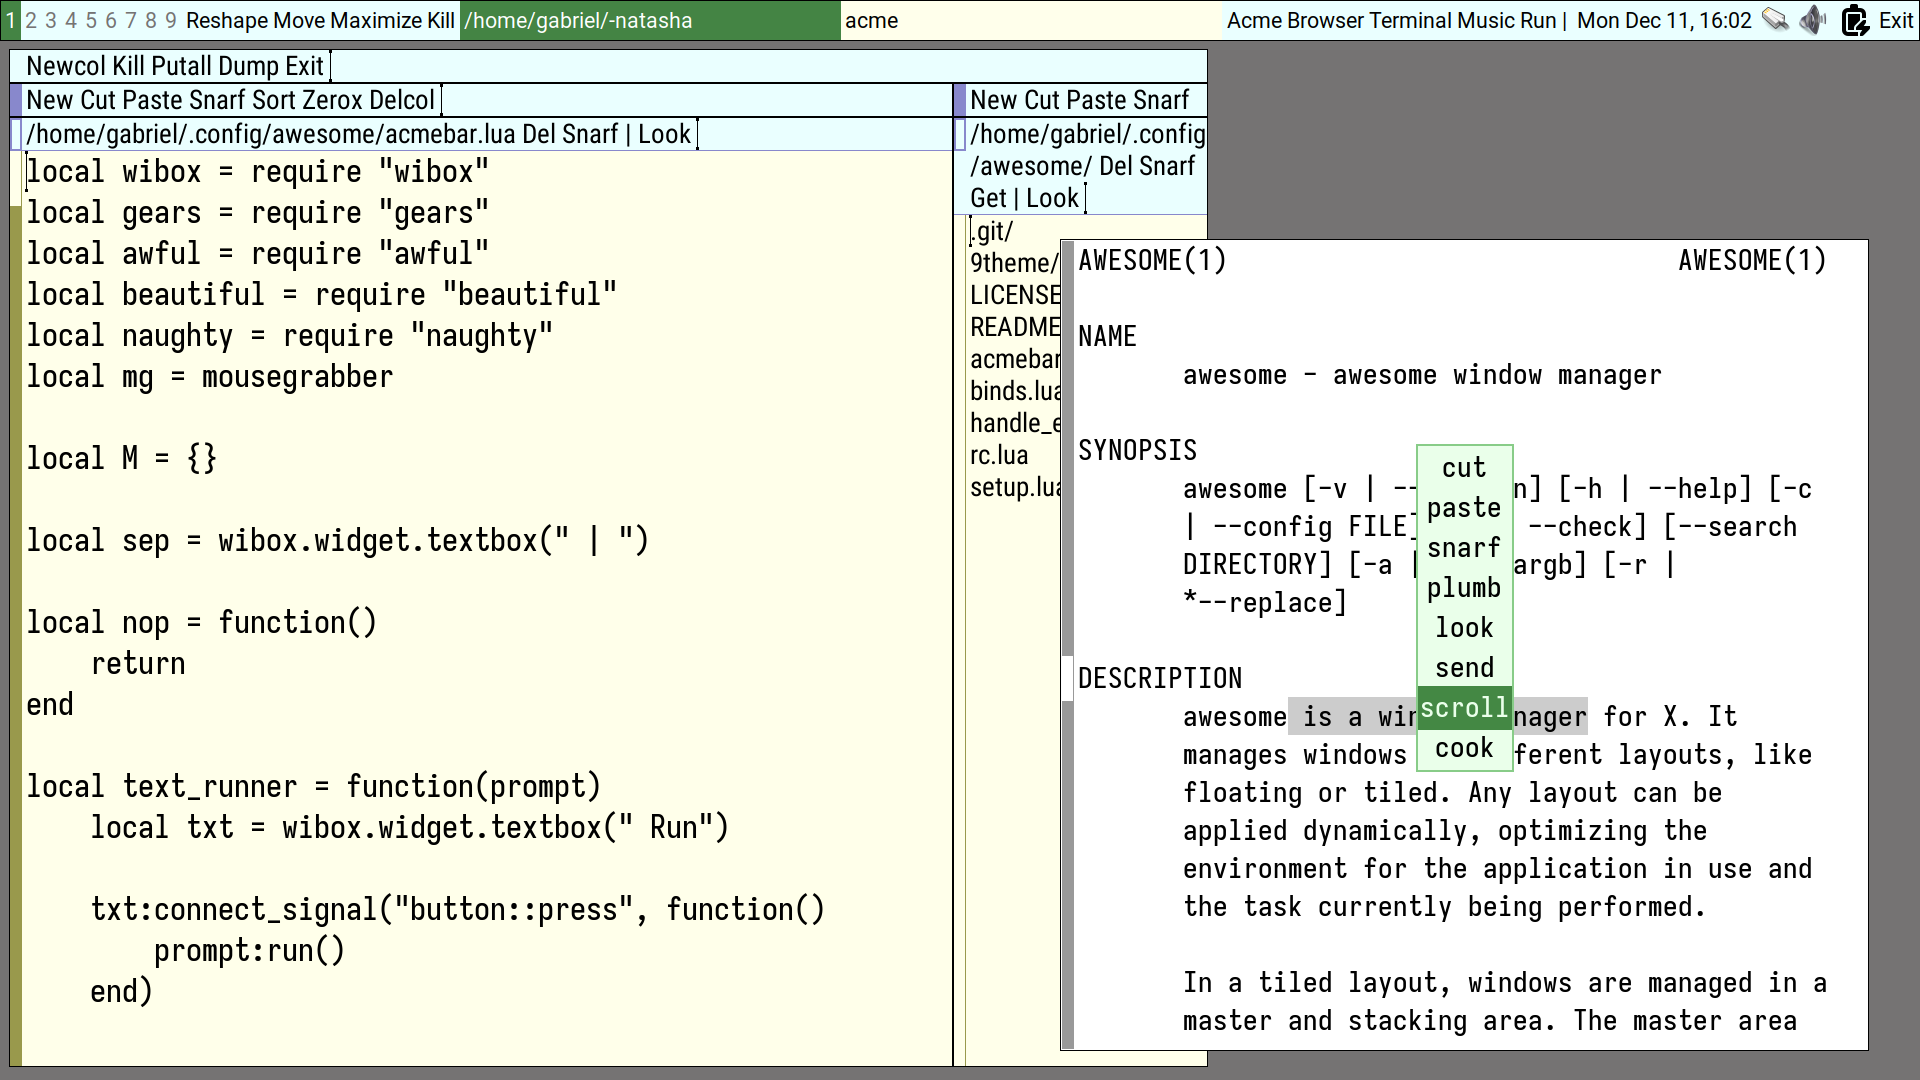 1 2 3 4 5 6 7 8 9 Reshape Move Maximize Kill /home/gabriel/-natasha acme Acme Browser Terminal Music Run | Mon Dec 11, 16:02 Exit
Newcol Kill Putall Dump Exit
New Cut Paste Snarf Sort Zerox Delcol
/home/gabriel/.config/awesome/acmebar.lua Del Snarf | Look
local wibox = require "wibox"
local gears = require "gears"
local awful = require "awful"
local beautiful = require "beautiful"
local naughty = require "naughty"
local mg = mousegrabber
local M = {}
local sep = wibox.widget.textbox(" | ")
local nop = function()
    return
end
local text_runner = function(prompt)
    local txt = wibox.widget.textbox(" Run")
    txt:connect_signal("button::press", function()
        prompt:run()
    end)
New Cut Paste Snarf
/home/gabriel/.config
/awesome/ Del Snarf
Get | Look
.git/
9theme/
LICENSE
README
acmebar
binds.lua
handle_e
rc.lua
setup.lua
AWESOME(1) AWESOME(1)
NAME
awesome - awesome window manager
SYNOPSIS
awesome [-v | -- n] [-h | --help] [-c
| --config FILE] --check] [--search
DIRECTORY] [-a | argb] [-r |
*--replace]
DESCRIPTION
awesome is a win nager for X. It
manages windows ferent layouts, like
floating or tiled. Any layout can be
applied dynamically, optimizing the
environment for the application in use and
the task currently being performed.
In a tiled layout, windows are managed in a
master and stacking area. The master area
cut
paste
snarf
plumb
look
send
scroll
cook